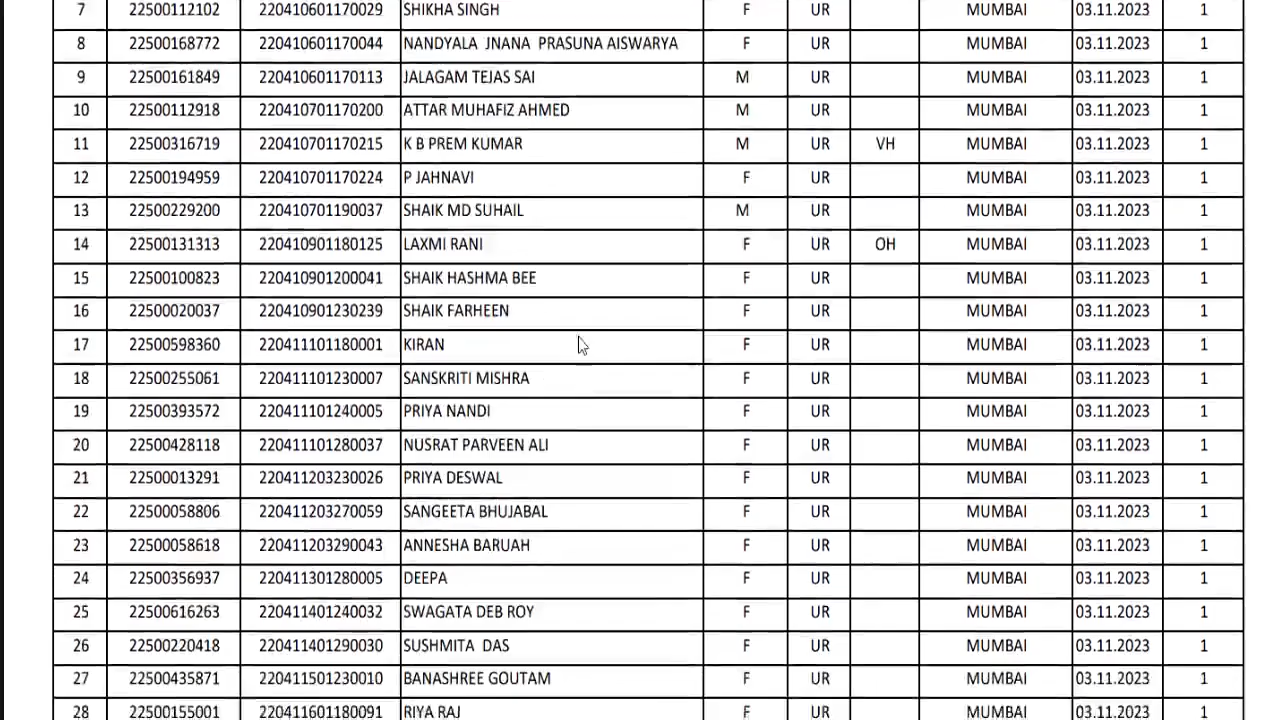 7 22500112102 220410601170029 SHIKHA SINGH F UR MUMBAI 03.11.2023 1
8 22500168772 220410601170044 NANDYALA JNANA PRASUNA AISWARYA F UR MUMBAI 03.11.2023 1
9 22500161849 220410601170113 JALAGAM TEJAS SAI M UR MUMBAI 03.11.2023 1
10 22500112918 220410701170200 ATTAR MUHAFIZ AHMED M UR MUMBAI 03.11.2023 1
11 22500316719 220410701170215 K B PREM KUMAR M UR VH MUMBAI 03.11.2023 1
12 22500194959 220410701170224 P JAHNAVI F UR MUMBAI 03.11.2023 1
13 22500229200 220410701190037 SHAIK MD SUHAIL M UR MUMBAI 03.11.2023 1
14 22500131313 220410901180125 LAXMI RANI F UR OH MUMBAI 03.11.2023 1
15 22500100823 220410901200041 SHAIK HASHMA BEE F UR MUMBAI 03.11.2023 1
16 22500020037 220410901230239 SHAIK FARHEEN F UR MUMBAI 03.11.2023 1
17 22500598360 220411101180001 KIRAN F UR MUMBAI 03.11.2023 1
18 22500255061 220411101230007 SANSKRITI MISHRA F UR MUMBAI 03.11.2023 1
19 22500393572 220411101240005 PRIYA NANDI F UR MUMBAI 03.11.2023 1
20 22500428118 220411101280037 NUSRAT PARVEEN ALI F UR MUMBAI 03.11.2023 1
21 22500013291 220411203230026 PRIYA DESWAL F UR MUMBAI 03.11.2023 1
22 22500058806 220411203270059 SANGEETA BHUJABAL F UR MUMBAI 03.11.2023 1
23 22500058618 220411203290043 ANNESHA BARUAH F UR MUMBAI 03.11.2023 1
24 22500356937 220411301280005 DEEPA F UR MUMBAI 03.11.2023 1
25 22500616263 220411401240032 SWAGATA DEB ROY F UR MUMBAI 03.11.2023 1
26 22500220418 220411401290030 SUSHMITA DAS F UR MUMBAI 03.11.2023 1
27 22500435871 220411501230010 BANASHREE GOUTAM F UR MUMBAI 03.11.2023 1
28 22500155001 220411601180091 RIYA RAJ F UR MUMBAI 03.11.2023 1